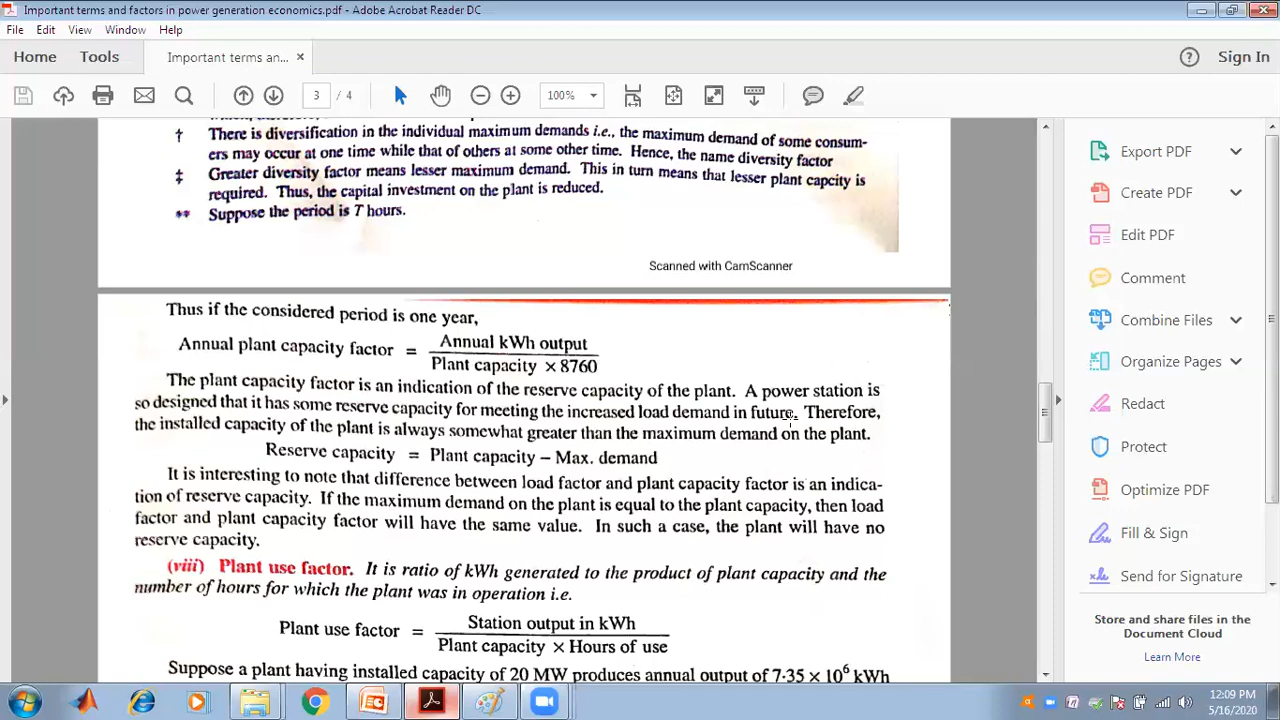 Important terms and factors in power generation economics.pdf - Adobe Acrobat Reader DC
File Edit View Window Help
Home Tools Important terms an... × Sign In
3 / 4 100%
† There is diversification in the individual maximum demands i.e., the maximum demand of some consum-
ers may occur at one time while that of others at some other time. Hence, the name diversity factor
‡ Greater diversity factor means lesser maximum demand. This in turn means that lesser plant capcity is
required. Thus, the capital investment on the plant is reduced.
** Suppose the period is T hours.
Scanned with CamScanner
Thus if the considered period is one year,
Annual plant capacity factor = Annual kWh output
Plant capacity × 8760
The plant capacity factor is an indication of the reserve capacity of the plant. A power station is
so designed that it has some reserve capacity for meeting the increased load demand in future. Therefore,
the installed capacity of the plant is always somewhat greater than the maximum demand on the plant.
Reserve capacity = Plant capacity – Max. demand
It is interesting to note that difference between load factor and plant capacity factor is an indica-
tion of reserve capacity. If the maximum demand on the plant is equal to the plant capacity, then load
factor and plant capacity factor will have the same value. In such a case, the plant will have no
reserve capacity.
(viii) Plant use factor. It is ratio of kWh generated to the product of plant capacity and the
number of hours for which the plant was in operation i.e.
Plant use factor = Station output in kWh
Plant capacity × Hours of use
Suppose a plant having installed capacity of 20 MW produces annual output of 7·35 × 10⁶ kWh
Export PDF
Create PDF
Edit PDF
Comment
Combine Files
Organize Pages
Redact
Protect
Optimize PDF
Fill & Sign
Send for Signature
Store and share files in the
Document Cloud
Learn More
12:09 PM
5/16/2020